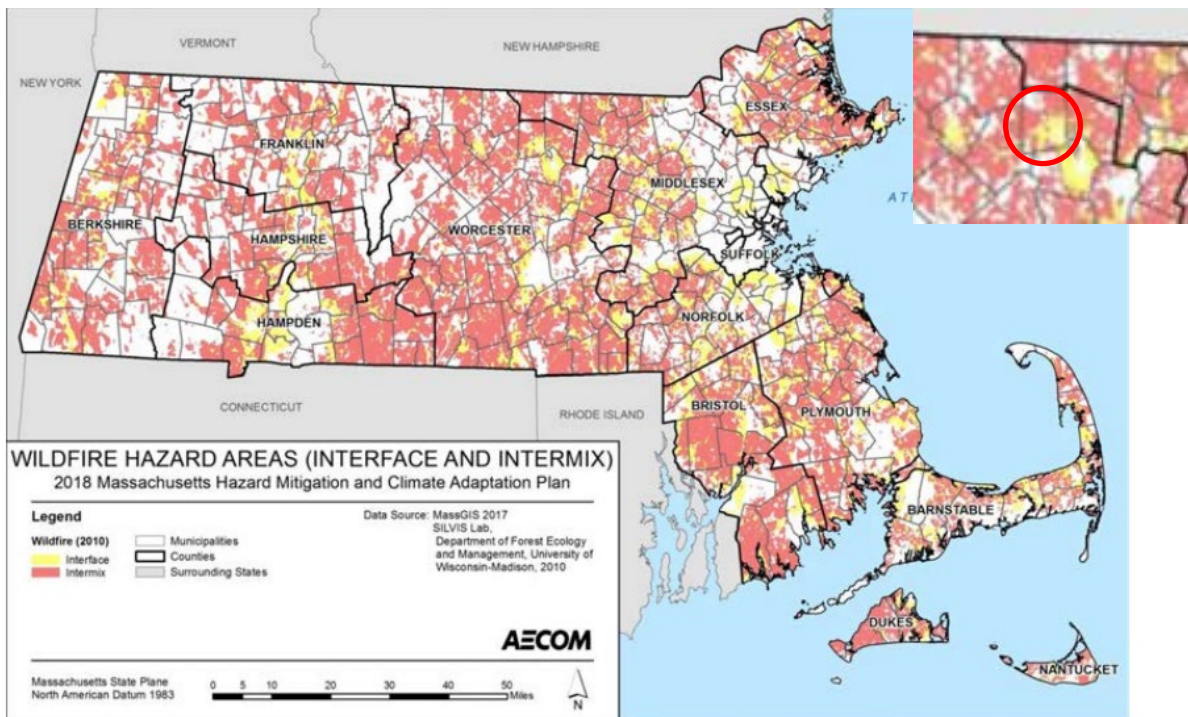 VERMONT
NEW HAMPSHIRE
NEW YORK
ESSEX
FRANKLIN
MIDDLESEX
BERKSHIRE
HAMPSHIRE
WORCESTER
SUFFOLK
HAMPDEN
NORFOLK
CONNECTICUT
RHODE ISLAND
BRISTOL
PLYMOUTH
BARNSTABLE
DUKES
NANTUCKET
WILDFIRE HAZARD AREAS (INTERFACE AND INTERMIX)
2018 Massachusetts Hazard Mitigation and Climate Adaptation Plan
Legend
Wildfire (2010)
Interface
Intermix
Municipalities
Counties
Surrounding States
Data Source: MassGIS 2017
SILVIS Lab,
Department of Forest Ecology
and Management, University of
Wisconsin-Madison, 2010
AECOM
Massachusetts State Plane
North American Datum 1983
0 5 10 20 30 40 50
Miles
N